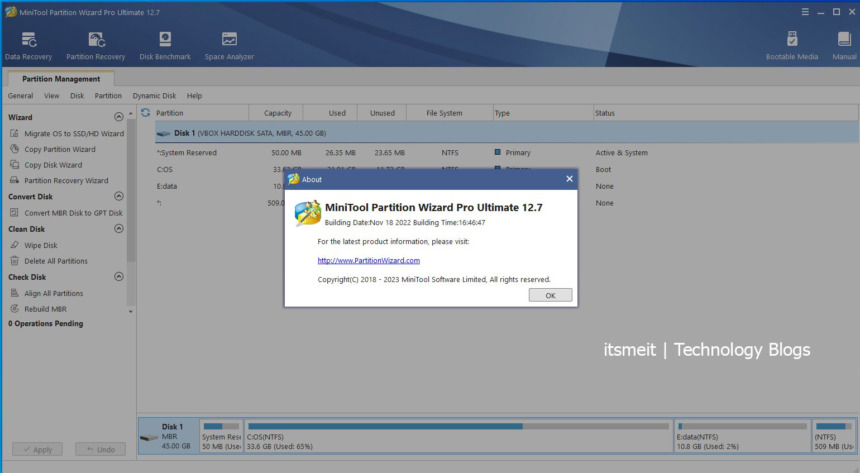 MiniTool Partition Wizard Pro Ultimate 12.7
Data Recovery Partition Recovery Disk Benchmark Space Analyzer Bootable Media Manual
Partition Management
General View Disk Partition Dynamic Disk Help
Wizard
Migrate OS to SSD/HD Wizard
Copy Partition Wizard
Copy Disk Wizard
Partition Recovery Wizard
Convert Disk
Convert MBR Disk to GPT Disk
Clean Disk
Wipe Disk
Delete All Partitions
Check Disk
Align All Partitions
Rebuild MBR
0 Operations Pending
Apply Undo
Partition Capacity Used Unused File System Type Status
Disk 1 (VBOX HARDDISK SATA, MBR, 45.00 GB)
*:System Reserved 50.00 MB 26.35 MB 23.65 MB NTFS Primary Active & System
C:OS NTFS Primary Boot
E:data None
*: None
About
MiniTool Partition Wizard Pro Ultimate 12.7
Building Date:Nov 18 2022 Building Time:16:46:47
For the latest product information, please visit:
http://www.PartitionWizard.com
Copyright(C) 2018 - 2023 MiniTool Software Limited, All rights reserved.
OK
itsmeit | Technology Blogs
Disk 1
MBR
45.00 GB
System Rese
50 MB (Use
C:OS(NTFS)
33.6 GB (Used: 65%)
E:data(NTFS)
10.8 GB (Used: 2%)
(NTFS)
509 MB (Us